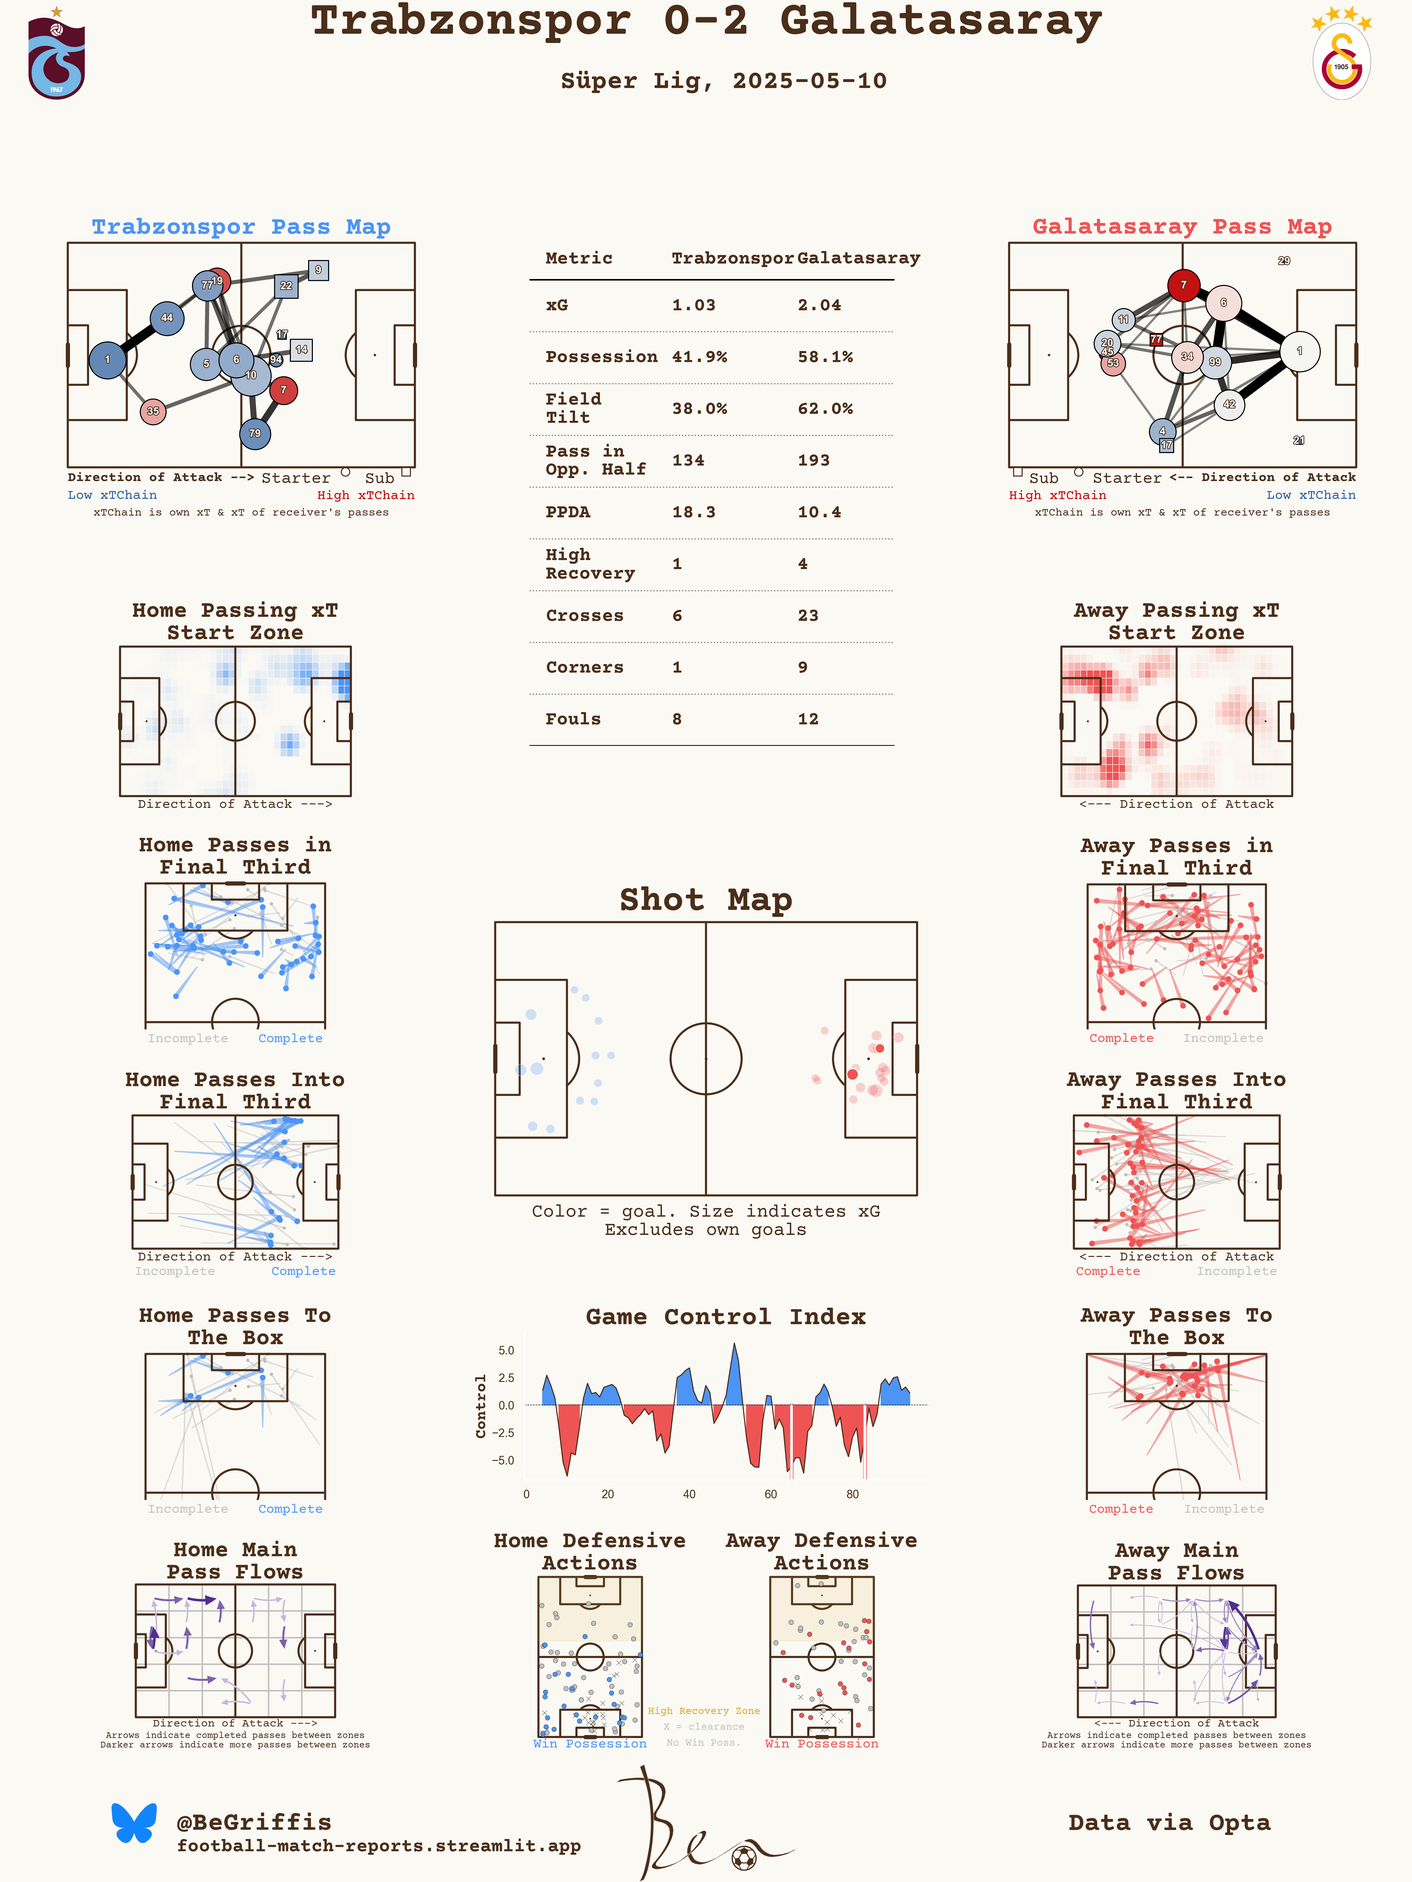 Trabzonspor 0-2 Galatasaray
Süper Lig, 2025-05-10
1967
1905
Trabzonspor Pass Map
1
44
35
77
19
5
6
10
7
79
22
9
17
94
14
Direction of Attack --> Starter Sub
Low xTChain High xTChain
xTChain is own xT & xT of receiver's passes
Metric Trabzonspor Galatasaray
xG 1.03 2.04
Possession 41.9% 58.1%
Field
Tilt 38.0% 62.0%
Pass in
Opp. Half 134 193
PPDA 18.3 10.4
High
Recovery 1 4
Crosses 6 23
Corners 1 9
Fouls 8 12
Galatasaray Pass Map
29
7
6
11
20
45
53
77
34
99
1
42
4
17
21
Sub Starter <-- Direction of Attack
High xTChain Low xTChain
xTChain is own xT & xT of receiver's passes
Home Passing xT
Start Zone
Direction of Attack --->
Away Passing xT
Start Zone
<--- Direction of Attack
Home Passes in
Final Third
Incomplete Complete
Away Passes in
Final Third
Complete Incomplete
Shot Map
Color = goal. Size indicates xG
Excludes own goals
Home Passes Into
Final Third
Direction of Attack --->
Incomplete Complete
Away Passes Into
Final Third
<--- Direction of Attack
Complete Incomplete
Home Passes To
The Box
Incomplete Complete
Game Control Index
Control
5.0
2.5
0.0
−2.5
−5.0
0 20 40 60 80
Away Passes To
The Box
Complete Incomplete
Home Main
Pass Flows
Direction of Attack --->
Arrows indicate completed passes between zones
Darker arrows indicate more passes between zones
Home Defensive
Actions
Win Possession
High Recovery Zone
X = clearance
No Win Poss.
Away Defensive
Actions
Win Possession
Away Main
Pass Flows
<--- Direction of Attack
Arrows indicate completed passes between zones
Darker arrows indicate more passes between zones
@BeGriffis
football-match-reports.streamlit.app
Ben
Data via Opta